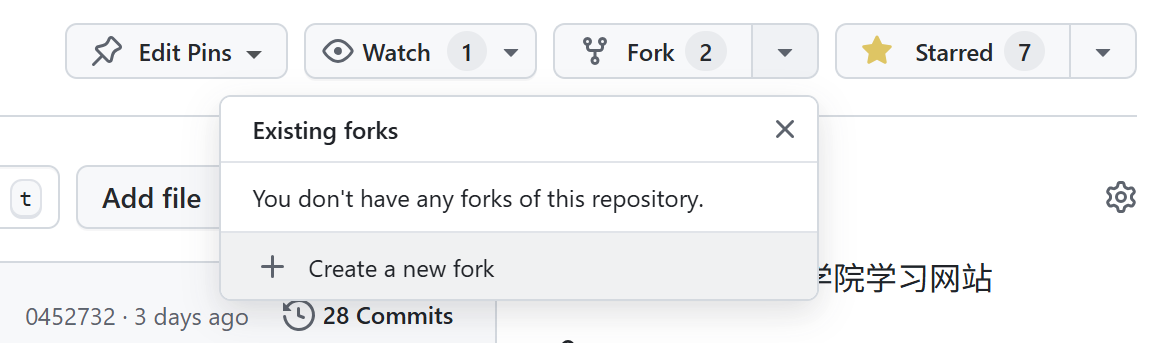 Edit Pins
Watch 1
Fork 2
Starred 7
Existing forks
You don't have any forks of this repository.
Create a new fork
t
Add file
学院学习网站
0452732 · 3 days ago
28 Commits